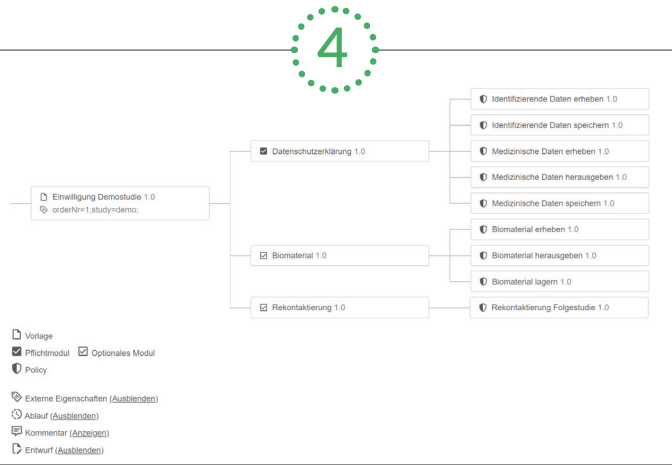 4
Einwilligung Demostudie 1.0
orderNr=1;study=demo;
Datenschutzerklärung 1.0
Identifizierende Daten erheben 1.0
Identifizierende Daten speichern 1.0
Medizinische Daten erheben 1.0
Medizinische Daten herausgeben 1.0
Medizinische Daten speichern 1.0
Biomaterial 1.0
Biomaterial erheben 1.0
Biomaterial herausgeben 1.0
Biomaterial lagern 1.0
Rekontaktierung 1.0
Rekontaktierung Folgestudie 1.0
Vorlage
Pflichtmodul Optionales Modul
Policy
Externe Eigenschaften (Ausblenden)
Ablauf (Ausblenden)
Kommentar (Anzeigen)
Entwurf (Ausblenden)